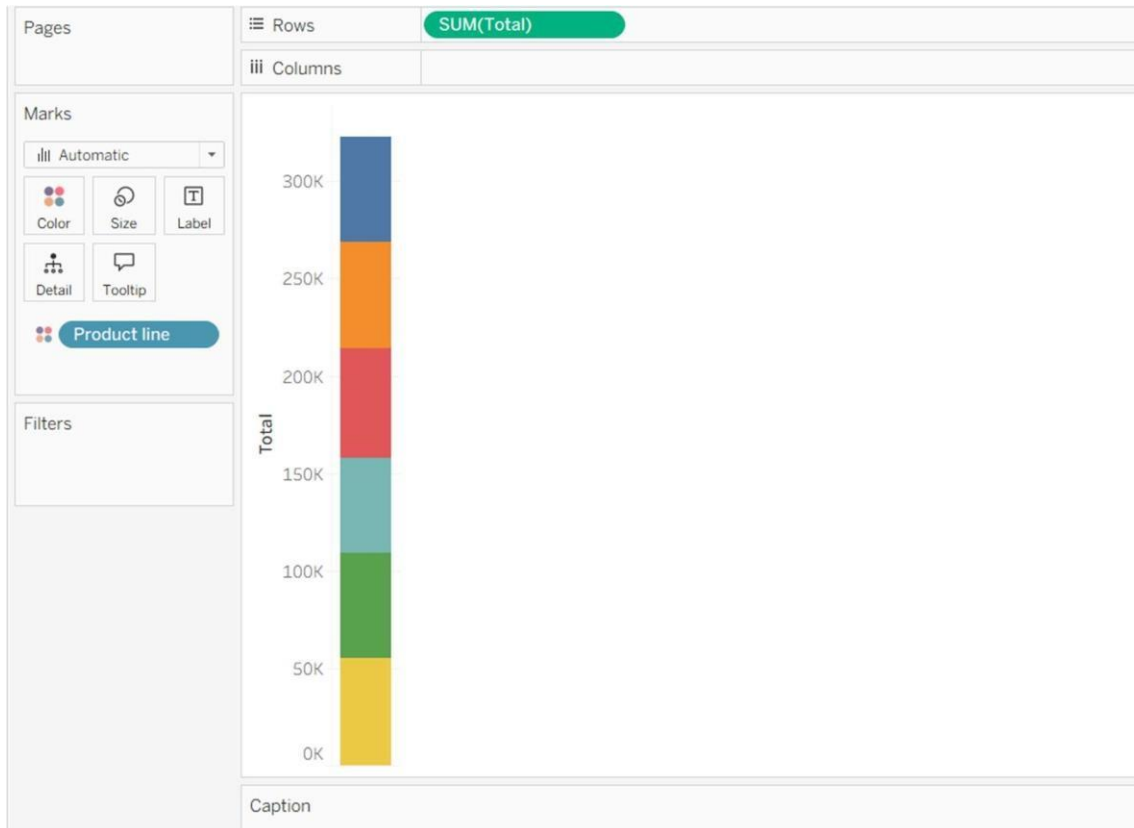 Pages
Rows
SUM(Total)
Columns
Marks
Automatic
Color
Size
Label
Detail
Tooltip
Product line
Filters
Total
300K
250K
200K
150K
100K
50K
0K
Caption